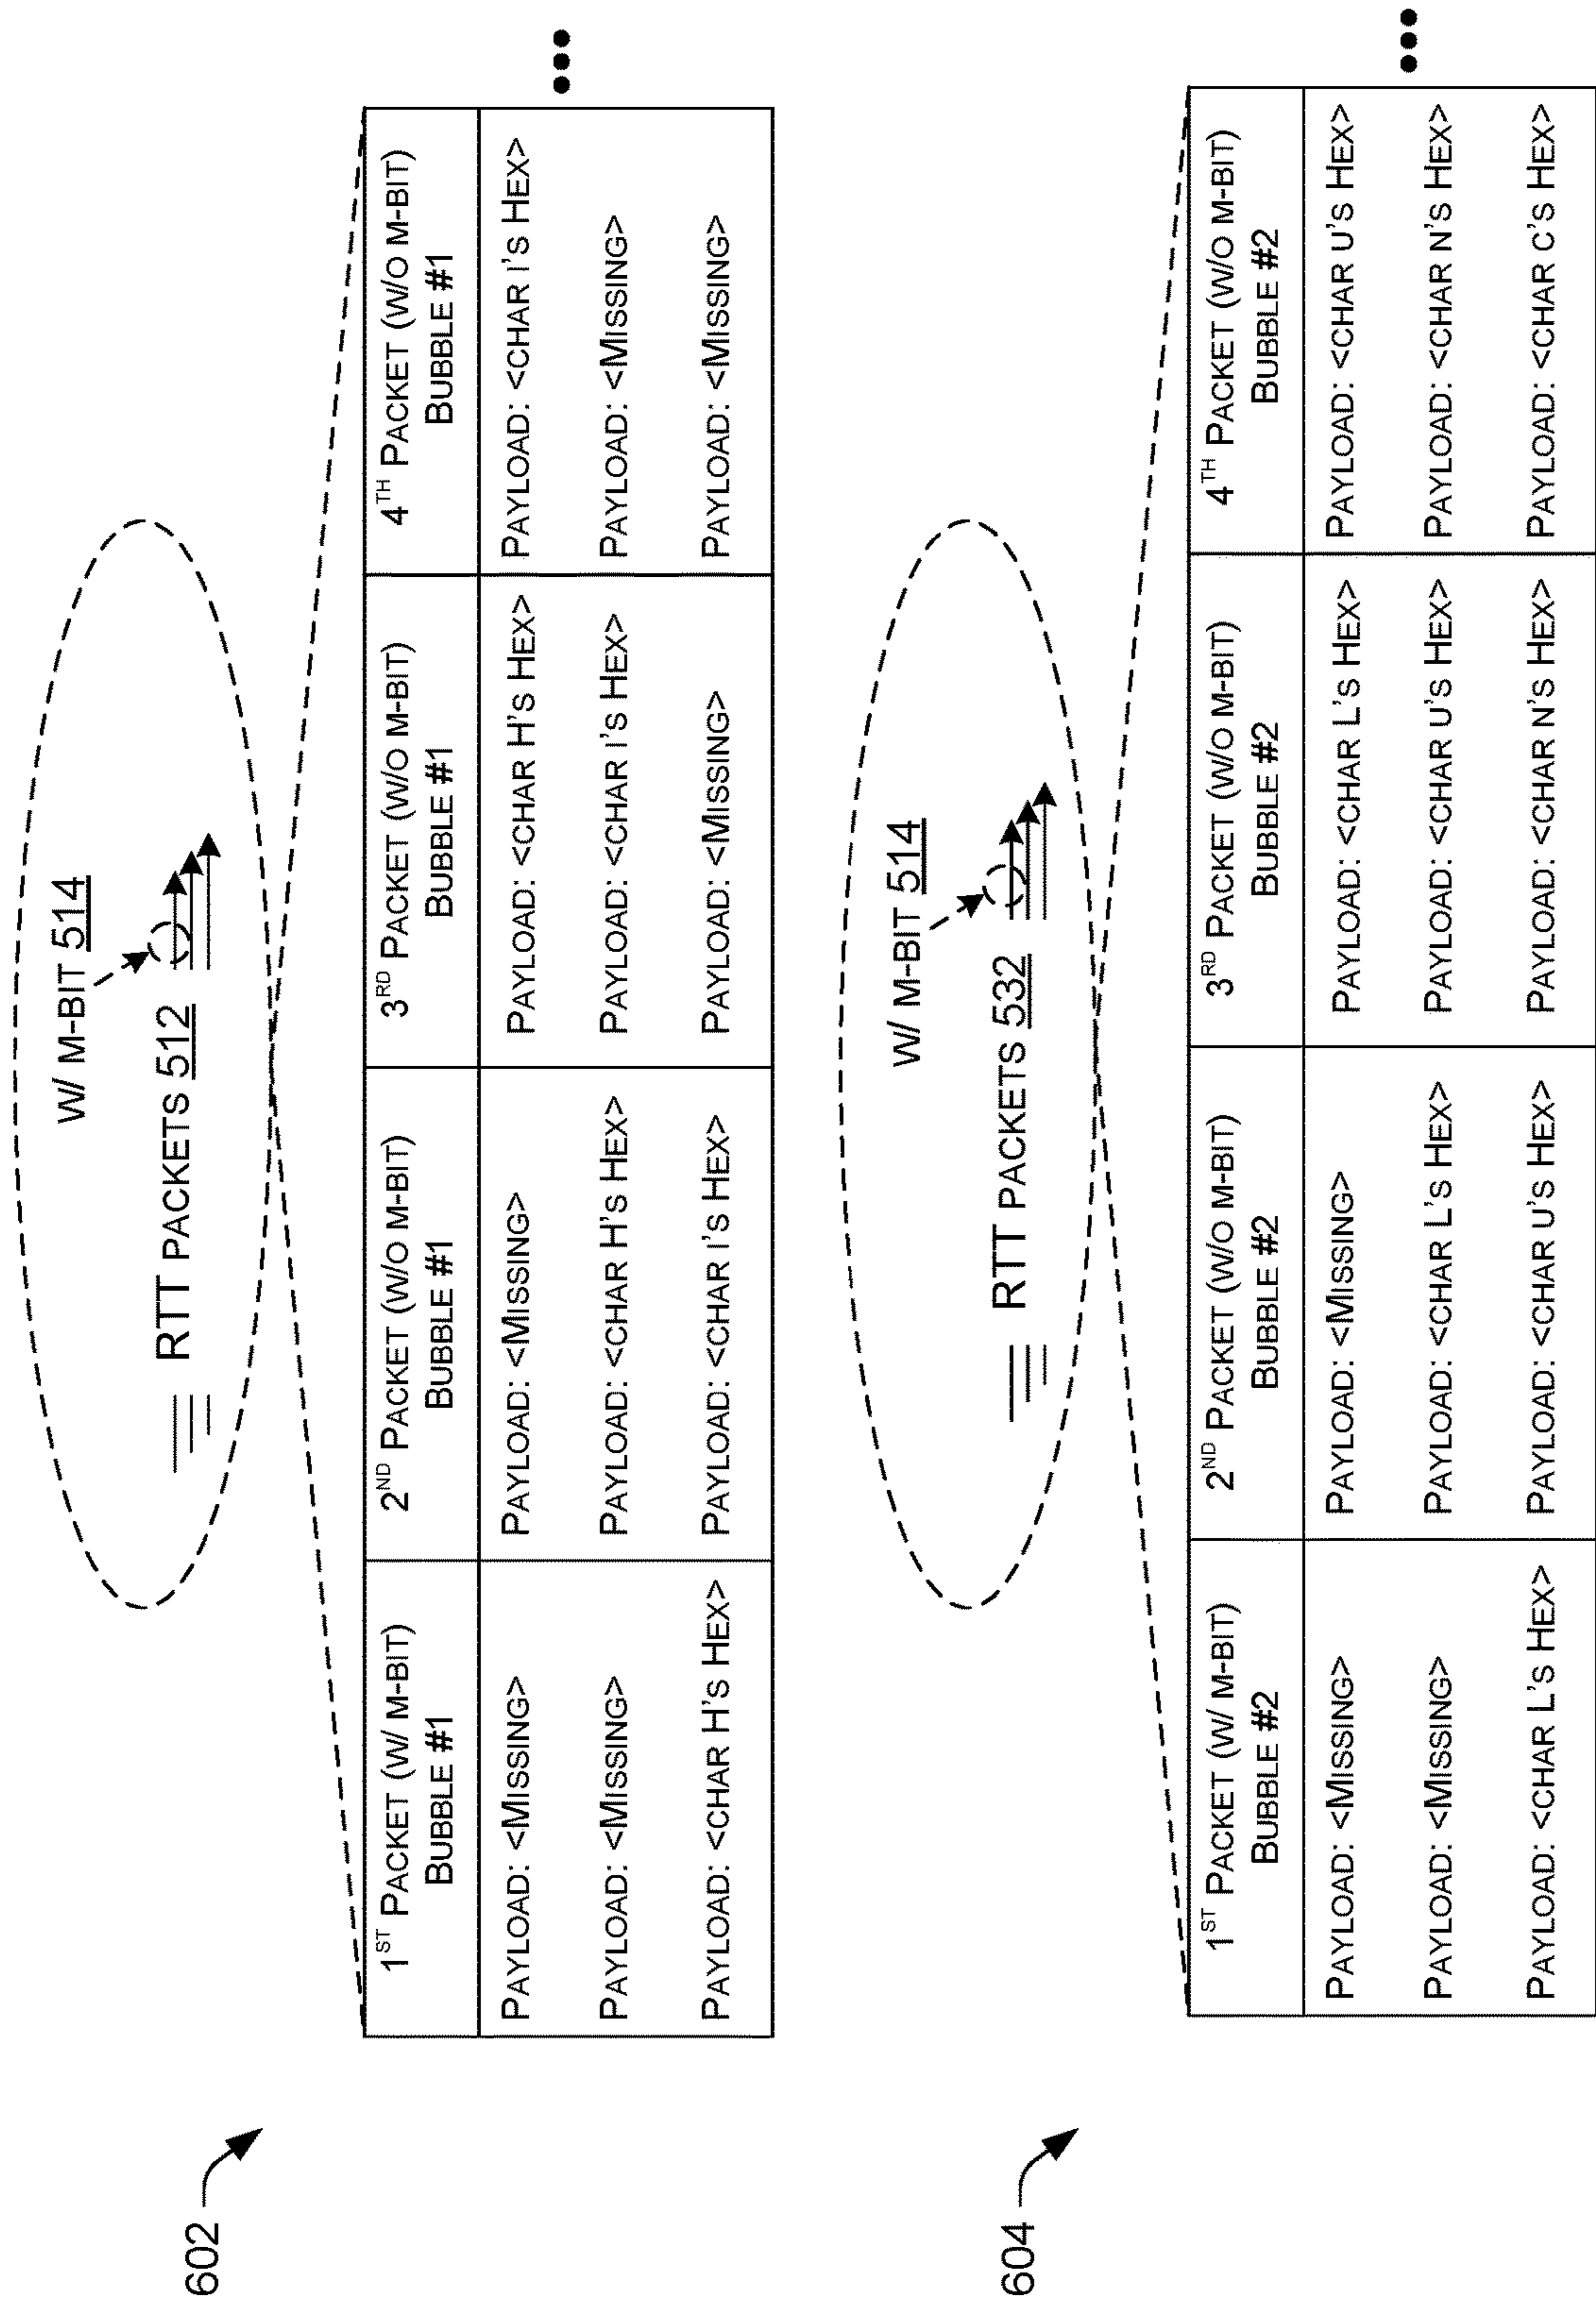 602
W/ M-BIT 514
RTT PACKETS 512
1ST PACKET (W/ M-BIT)
BUBBLE #1
PAYLOAD: <MISSING>
PAYLOAD: <MISSING>
PAYLOAD: <CHAR H'S HEX>
2ND PACKET (W/O M-BIT)
BUBBLE #1
PAYLOAD: <MISSING>
PAYLOAD: <CHAR H'S HEX>
PAYLOAD: <CHAR I'S HEX>
3RD PACKET (W/O M-BIT)
BUBBLE #1
PAYLOAD: <CHAR H'S HEX>
PAYLOAD: <CHAR I'S HEX>
PAYLOAD: <MISSING>
4TH PACKET (W/O M-BIT)
BUBBLE #1
PAYLOAD: <CHAR I'S HEX>
PAYLOAD: <MISSING>
PAYLOAD: <MISSING>
604
W/ M-BIT 514
RTT PACKETS 532
1ST PACKET (W/ M-BIT)
BUBBLE #2
PAYLOAD: <MISSING>
PAYLOAD: <MISSING>
PAYLOAD: <CHAR L'S HEX>
2ND PACKET (W/O M-BIT)
BUBBLE #2
PAYLOAD: <MISSING>
PAYLOAD: <CHAR L'S HEX>
PAYLOAD: <CHAR U'S HEX>
3RD PACKET (W/O M-BIT)
BUBBLE #2
PAYLOAD: <CHAR L'S HEX>
PAYLOAD: <CHAR U'S HEX>
PAYLOAD: <CHAR N'S HEX>
4TH PACKET (W/O M-BIT)
BUBBLE #2
PAYLOAD: <CHAR U'S HEX>
PAYLOAD: <CHAR N'S HEX>
PAYLOAD: <CHAR C'S HEX>